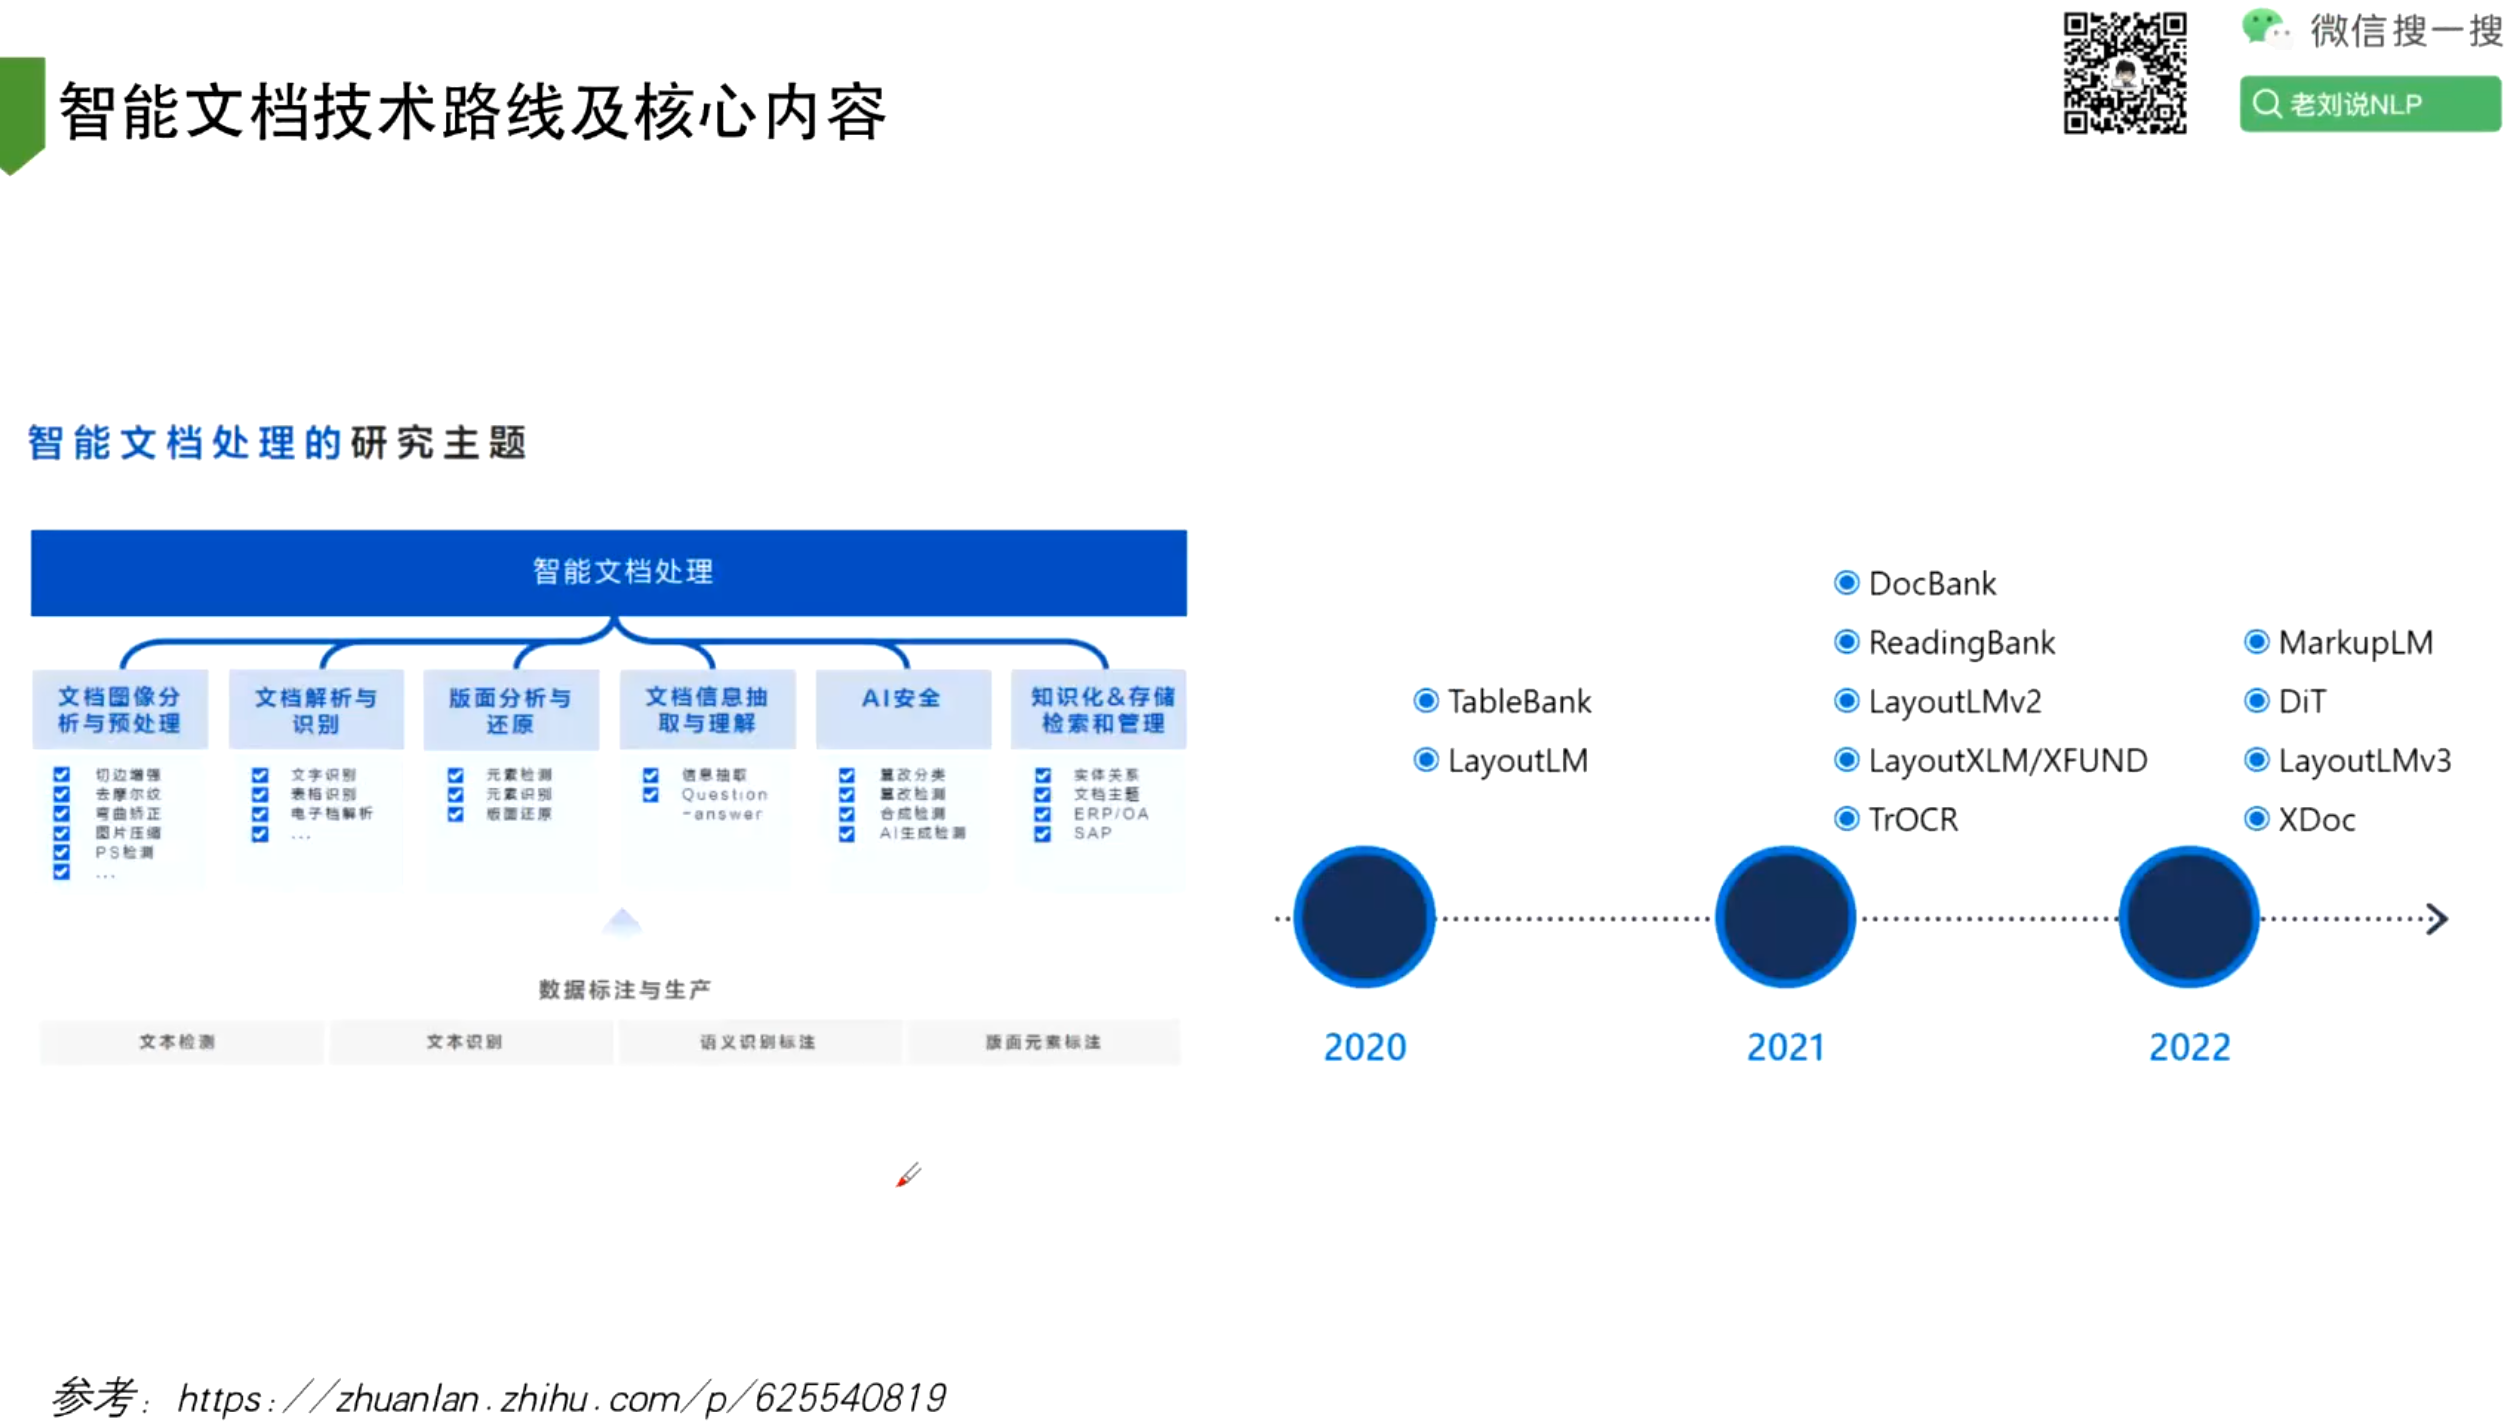 微信搜一搜
老刘说NLP
智能文档技术路线及核心内容
智能文档处理的研究主题
智能文档处理
文档图像分
析与预处理
切边增强
去摩尔纹
弯曲矫正
图片压缩
PS检测
...
文档解析与
识别
文字识别
表格识别
电子档解析
...
版面分析与
还原
元素检测
元素识别
版面还原
文档信息抽
取与理解
信息抽取
Question
-answer
AI安全
篡改分类
篡改检测
合成检测
AI生成检测
知识化&存储
检索和管理
实体关系
文档主题
ERP/OA
SAP
数据标注与生产
文本检测
文本识别
语义识别标注
版面元素标注
TableBank
LayoutLM
2020
DocBank
ReadingBank
LayoutLMv2
LayoutXLM/XFUND
TrOCR
2021
MarkupLM
DiT
LayoutLMv3
XDoc
2022
参考：https://zhuanlan.zhihu.com/p/625540819